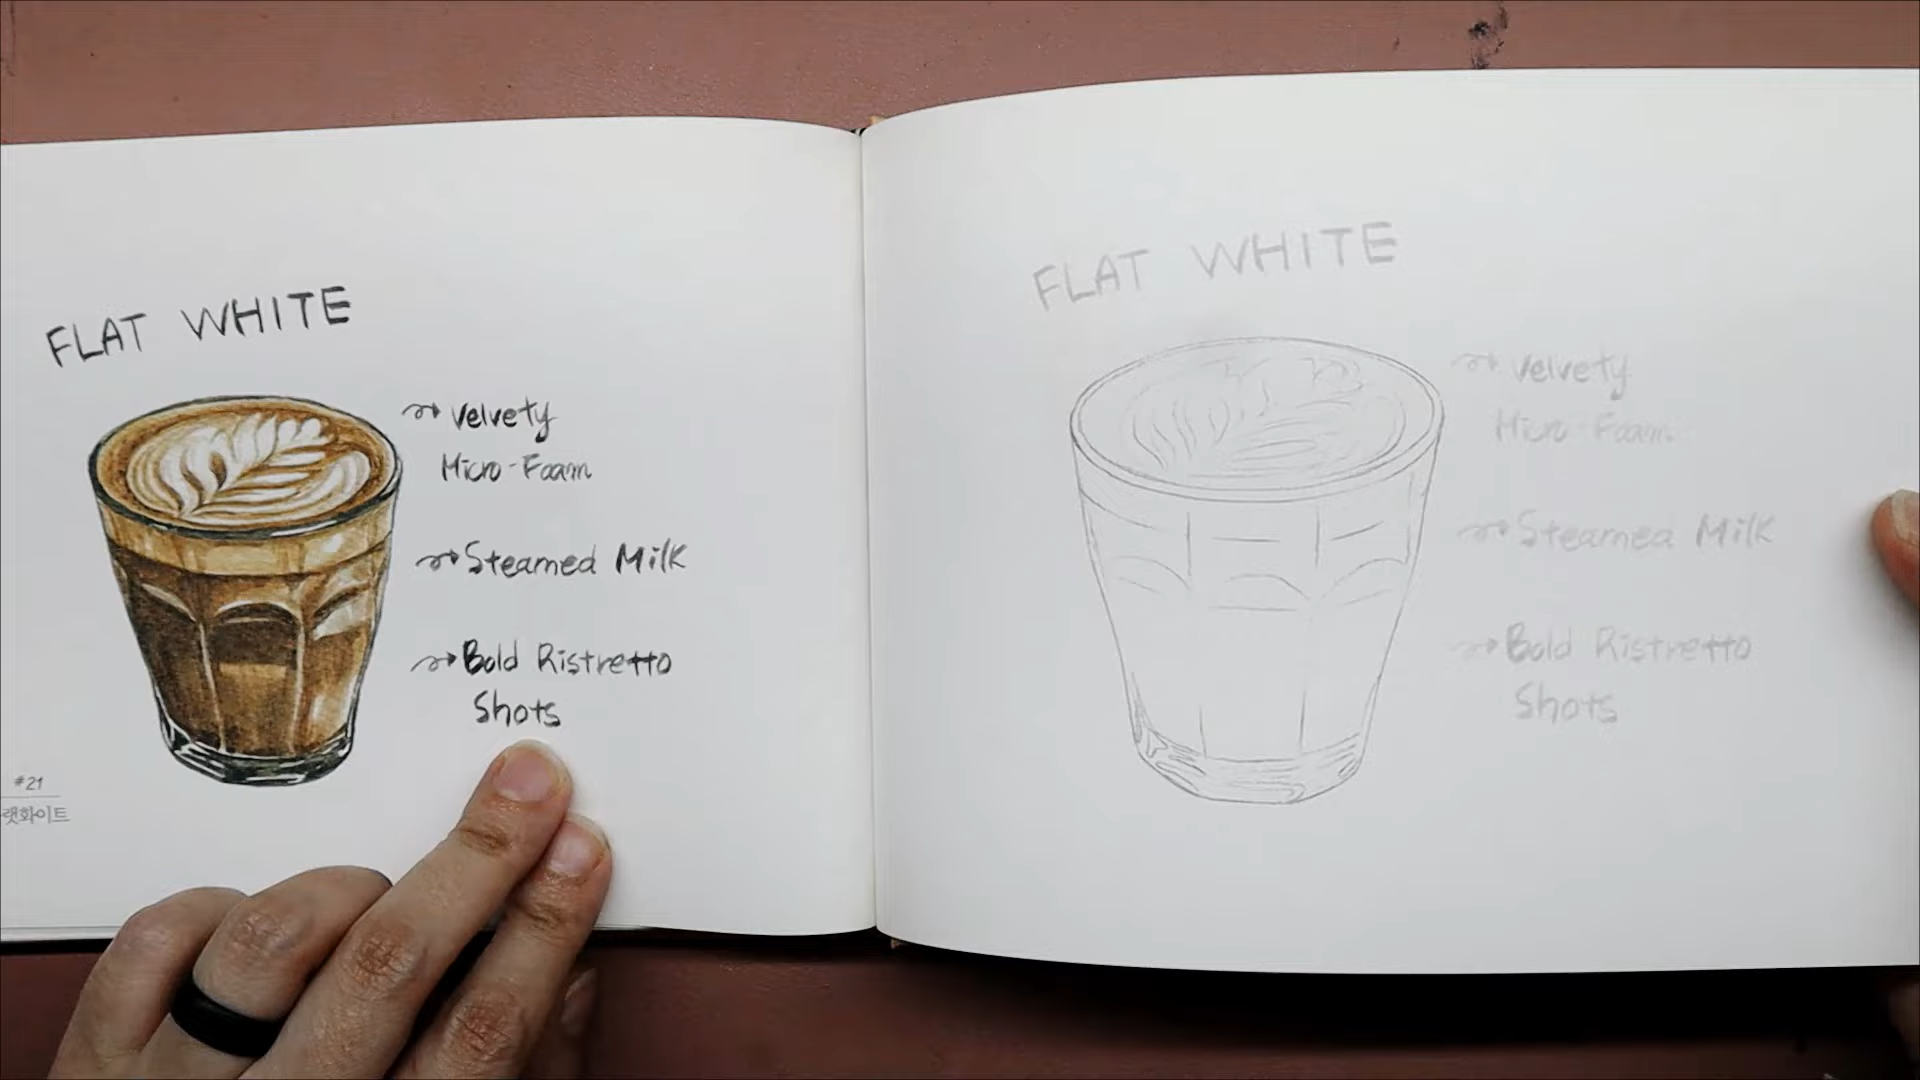 FLAT WHITE
velvety
Micro-Foam
Steamed Milk
Bold Ristretto
Shots
#21
랫화이트
FLAT WHITE
velvety
Micro-Foam
Steamed Milk
Bold Ristretto
Shots